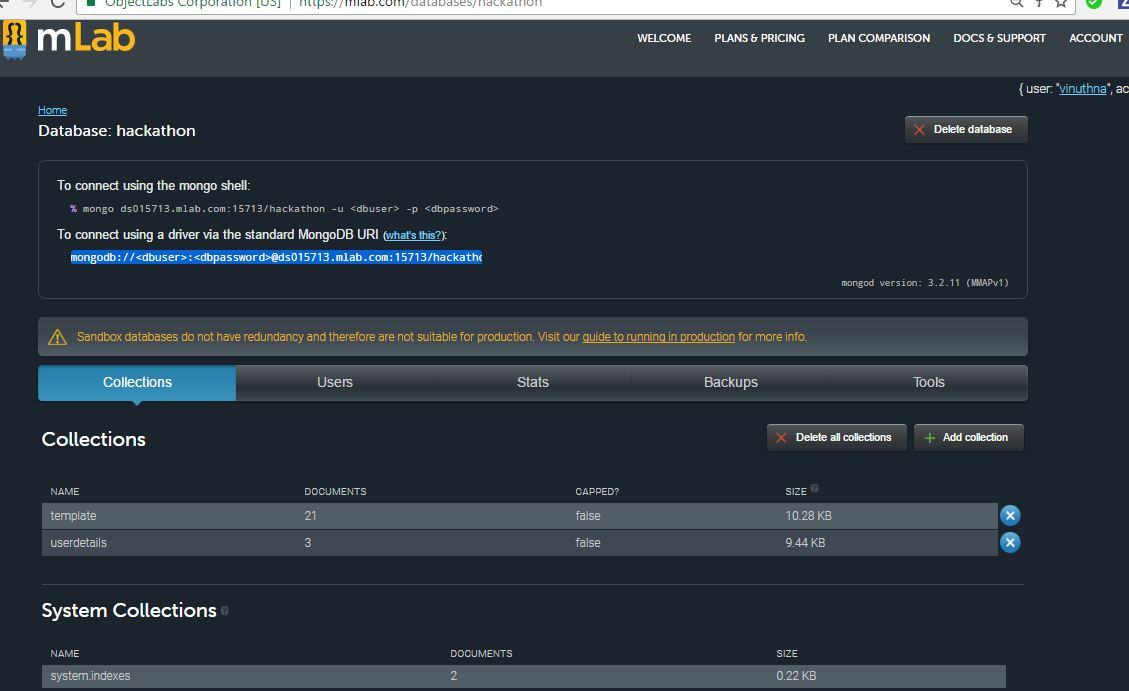 ObjectLabs Corporation [US] | https://mlab.com/databases/hackathon
mLab
WELCOME PLANS & PRICING PLAN COMPARISON DOCS & SUPPORT ACCOUNT
{ user: "vinuthna", ac
Home
Database: hackathon
Delete database
To connect using the mongo shell:
% mongo ds015713.mlab.com:15713/hackathon -u <dbuser> -p <dbpassword>
To connect using a driver via the standard MongoDB URI (what's this?):
mongodb://<dbuser>:<dbpassword>@ds015713.mlab.com:15713/hackatho
mongod version: 3.2.11 (MMAPv1)
Sandbox databases do not have redundancy and therefore are not suitable for production. Visit our guide to running in production for more info.
Collections Users Stats Backups Tools
Collections
Delete all collections
Add collection
NAME DOCUMENTS CAPPED? SIZE ?
template 21 false 10.28 KB
userdetails 3 false 9.44 KB
System Collections ?
NAME DOCUMENTS SIZE
system.indexes 2 0.22 KB